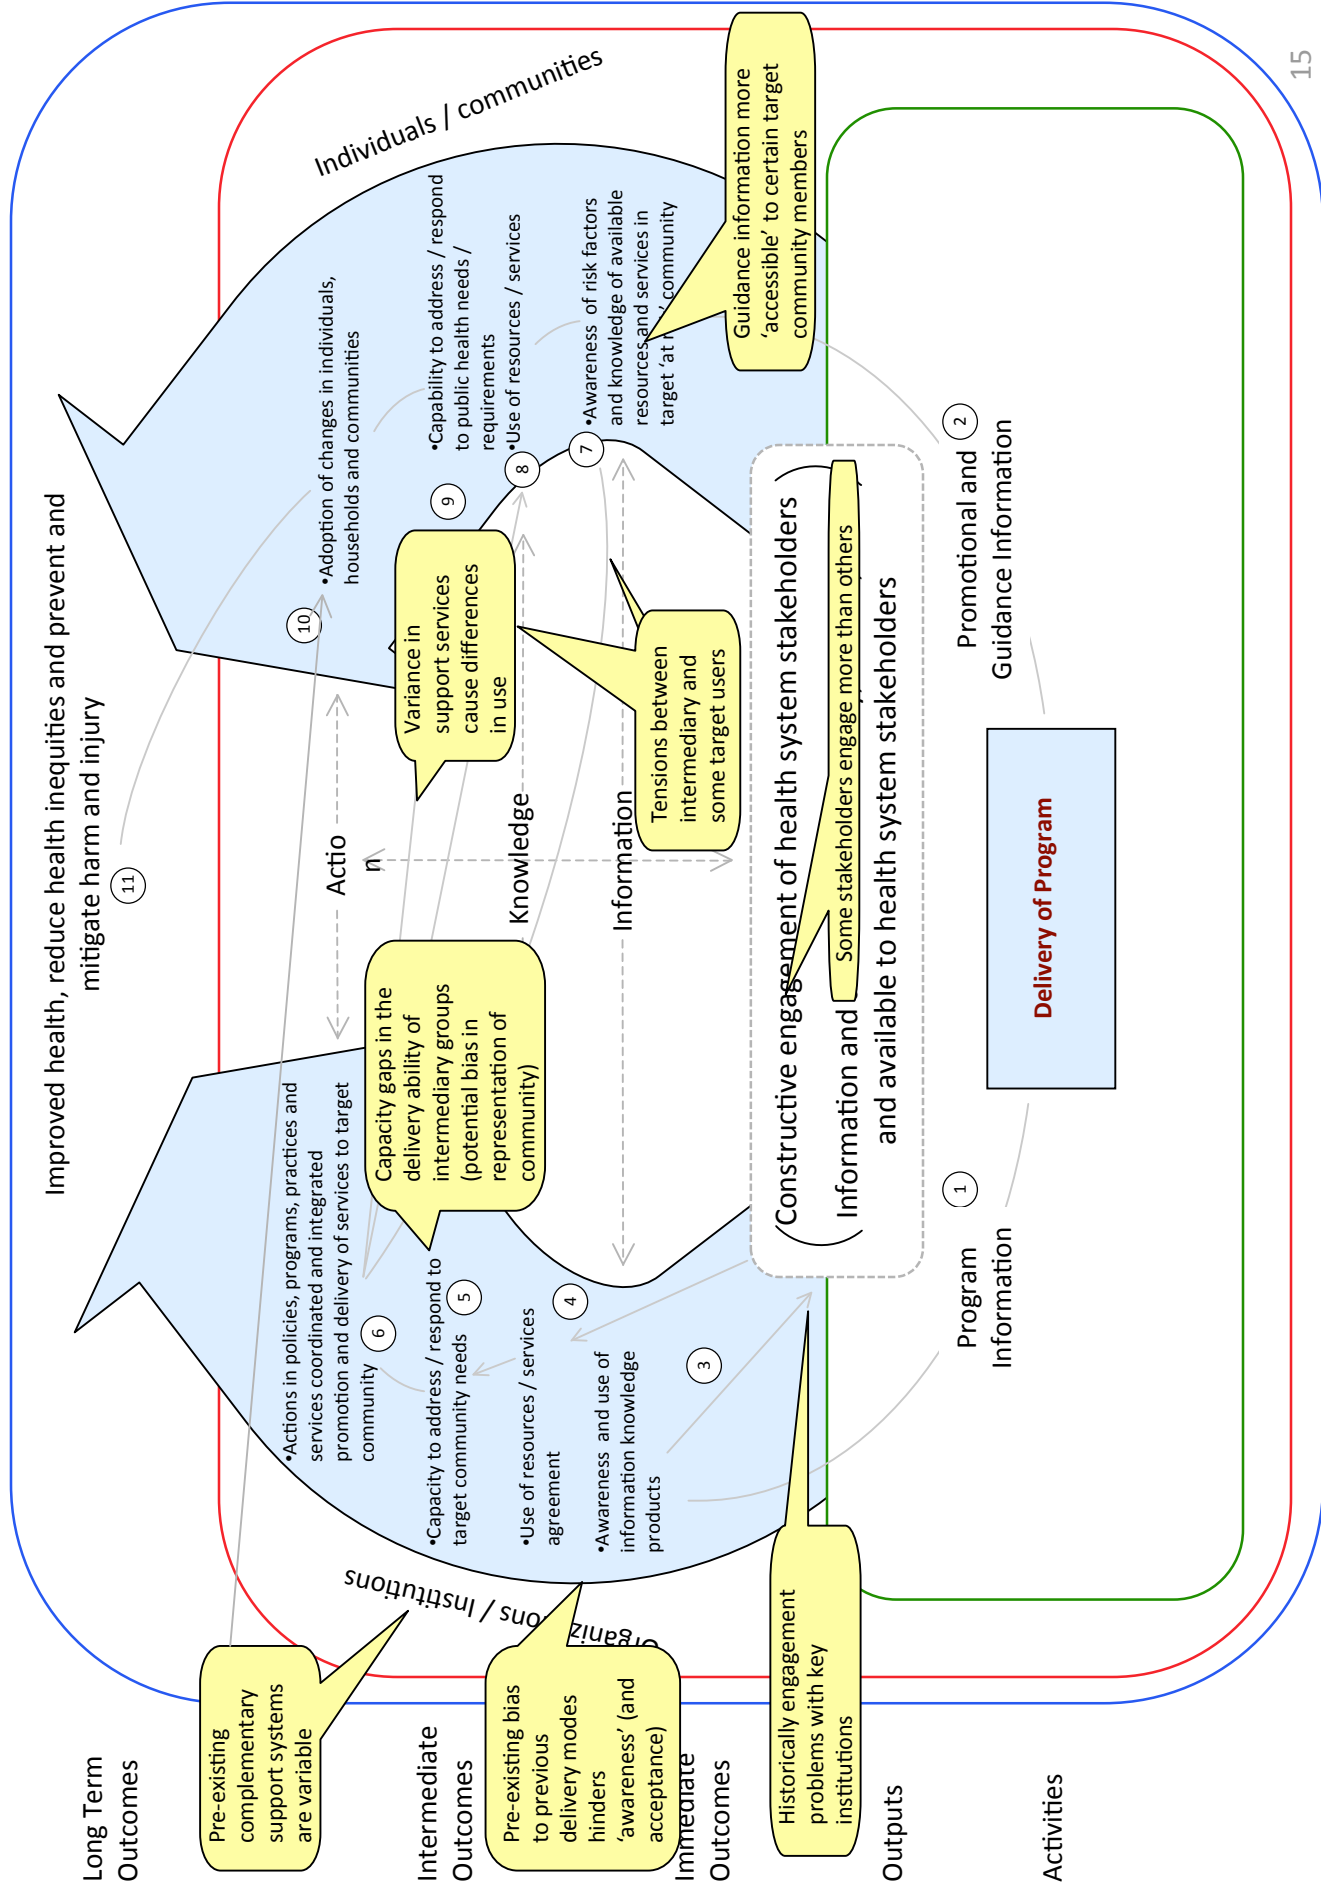 Improved health, reduce health inequities and prevent and
mitigate harm and injury
11
Long Term
Outcomes
Pre-existing
complementary
support systems
are variable
•Actions in policies, programs, practices and
services coordinated and integrated
promotion and delivery of services to target
community
6
Actio
n
10
•Adoption of changes in individuals,
households and communities
Individuals / communities
Organiz
ons / Institutions
Intermediate
Outcomes
Capacity gaps in the
delivery ability of
intermediary groups
(potential bias in
representation of
community)
•Capacity to address / respond to
target community needs
5
Variance in
support services
cause differences
in use
9
•Capability to address / respond
to public health needs /
requirements
•Use of resources / services
8
Knowledge
•Use of resources / services
agreement
4
Pre-existing bias
to previous
delivery modes
hinders
‘awareness’ (and
acceptance)
•Awareness and use of
information knowledge
products
3
Information
7
•Awareness of risk factors
and knowledge of available
resources and services in
target ‘at community
Tensions between
intermediary and
some target users
Immediate
Outcomes
Guidance information more
‘accessible’ to certain target
community members
Historically engagement
problems with key
institutions
Constructive engagement of health system stakeholders
Some stakeholders engage more than others
Information and
and available to health system stakeholders
Outputs
1
Program
Information
2
Promotional and
Guidance Information
Activities
Delivery of Program
15